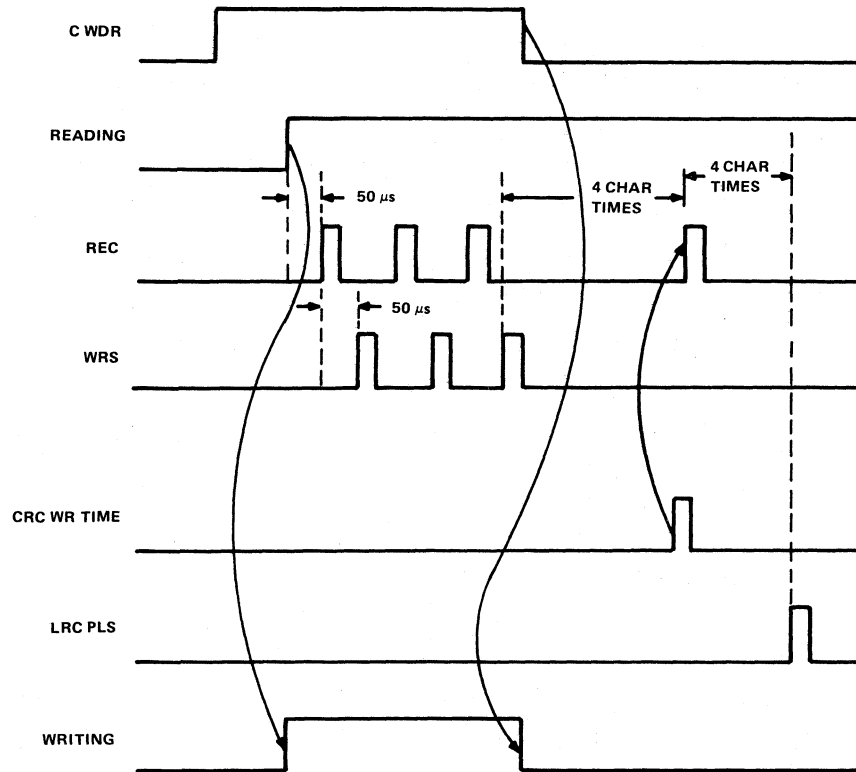 C WDR
READING
4 CHAR
TIMES
50 μs
4 CHAR
TIMES
REC
50 μs
WRS
CRC WR TIME
LRC PLS
WRITING